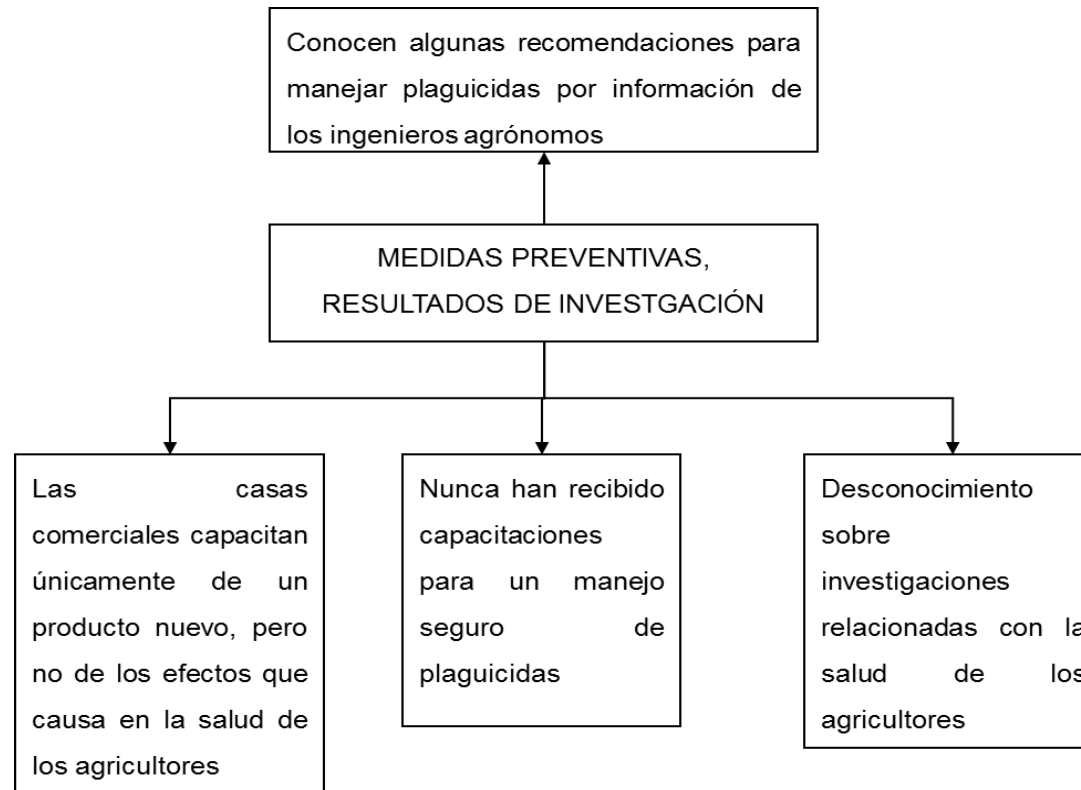 Conocen algunas recomendaciones para
manejar plaguicidas por información de
los ingenieros agrónomos
MEDIDAS PREVENTIVAS,
RESULTADOS DE INVESTGACIÓN
Las casas
comerciales capacitan
únicamente de un
producto nuevo, pero
no de los efectos que
causa en la salud de
los agricultores
Nunca han recibido
capacitaciones
para un manejo
seguro de
plaguicidas
Desconocimiento
sobre
investigaciones
relacionadas con la
salud de los
agricultores